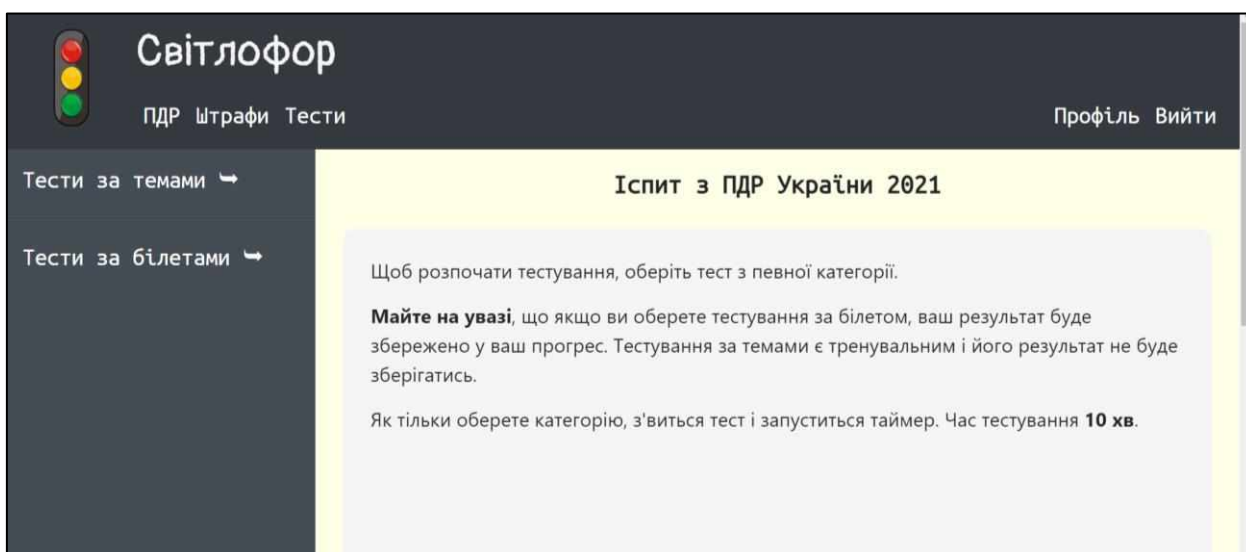 Світлофор
ПДР Штрафи Тести
Профіль Вийти
Тести за темами ➥
Тести за білетами ➥
Іспит з ПДР України 2021
Щоб розпочати тестування, оберіть тест з певної категорії.
Майте на увазі, що якщо ви оберете тестування за білетом, ваш результат буде
збережено у ваш прогрес. Тестування за темами є тренувальним і його результат не буде
зберігатись.
Як тільки оберете категорію, з'виться тест і запуститься таймер. Час тестування 10 хв.